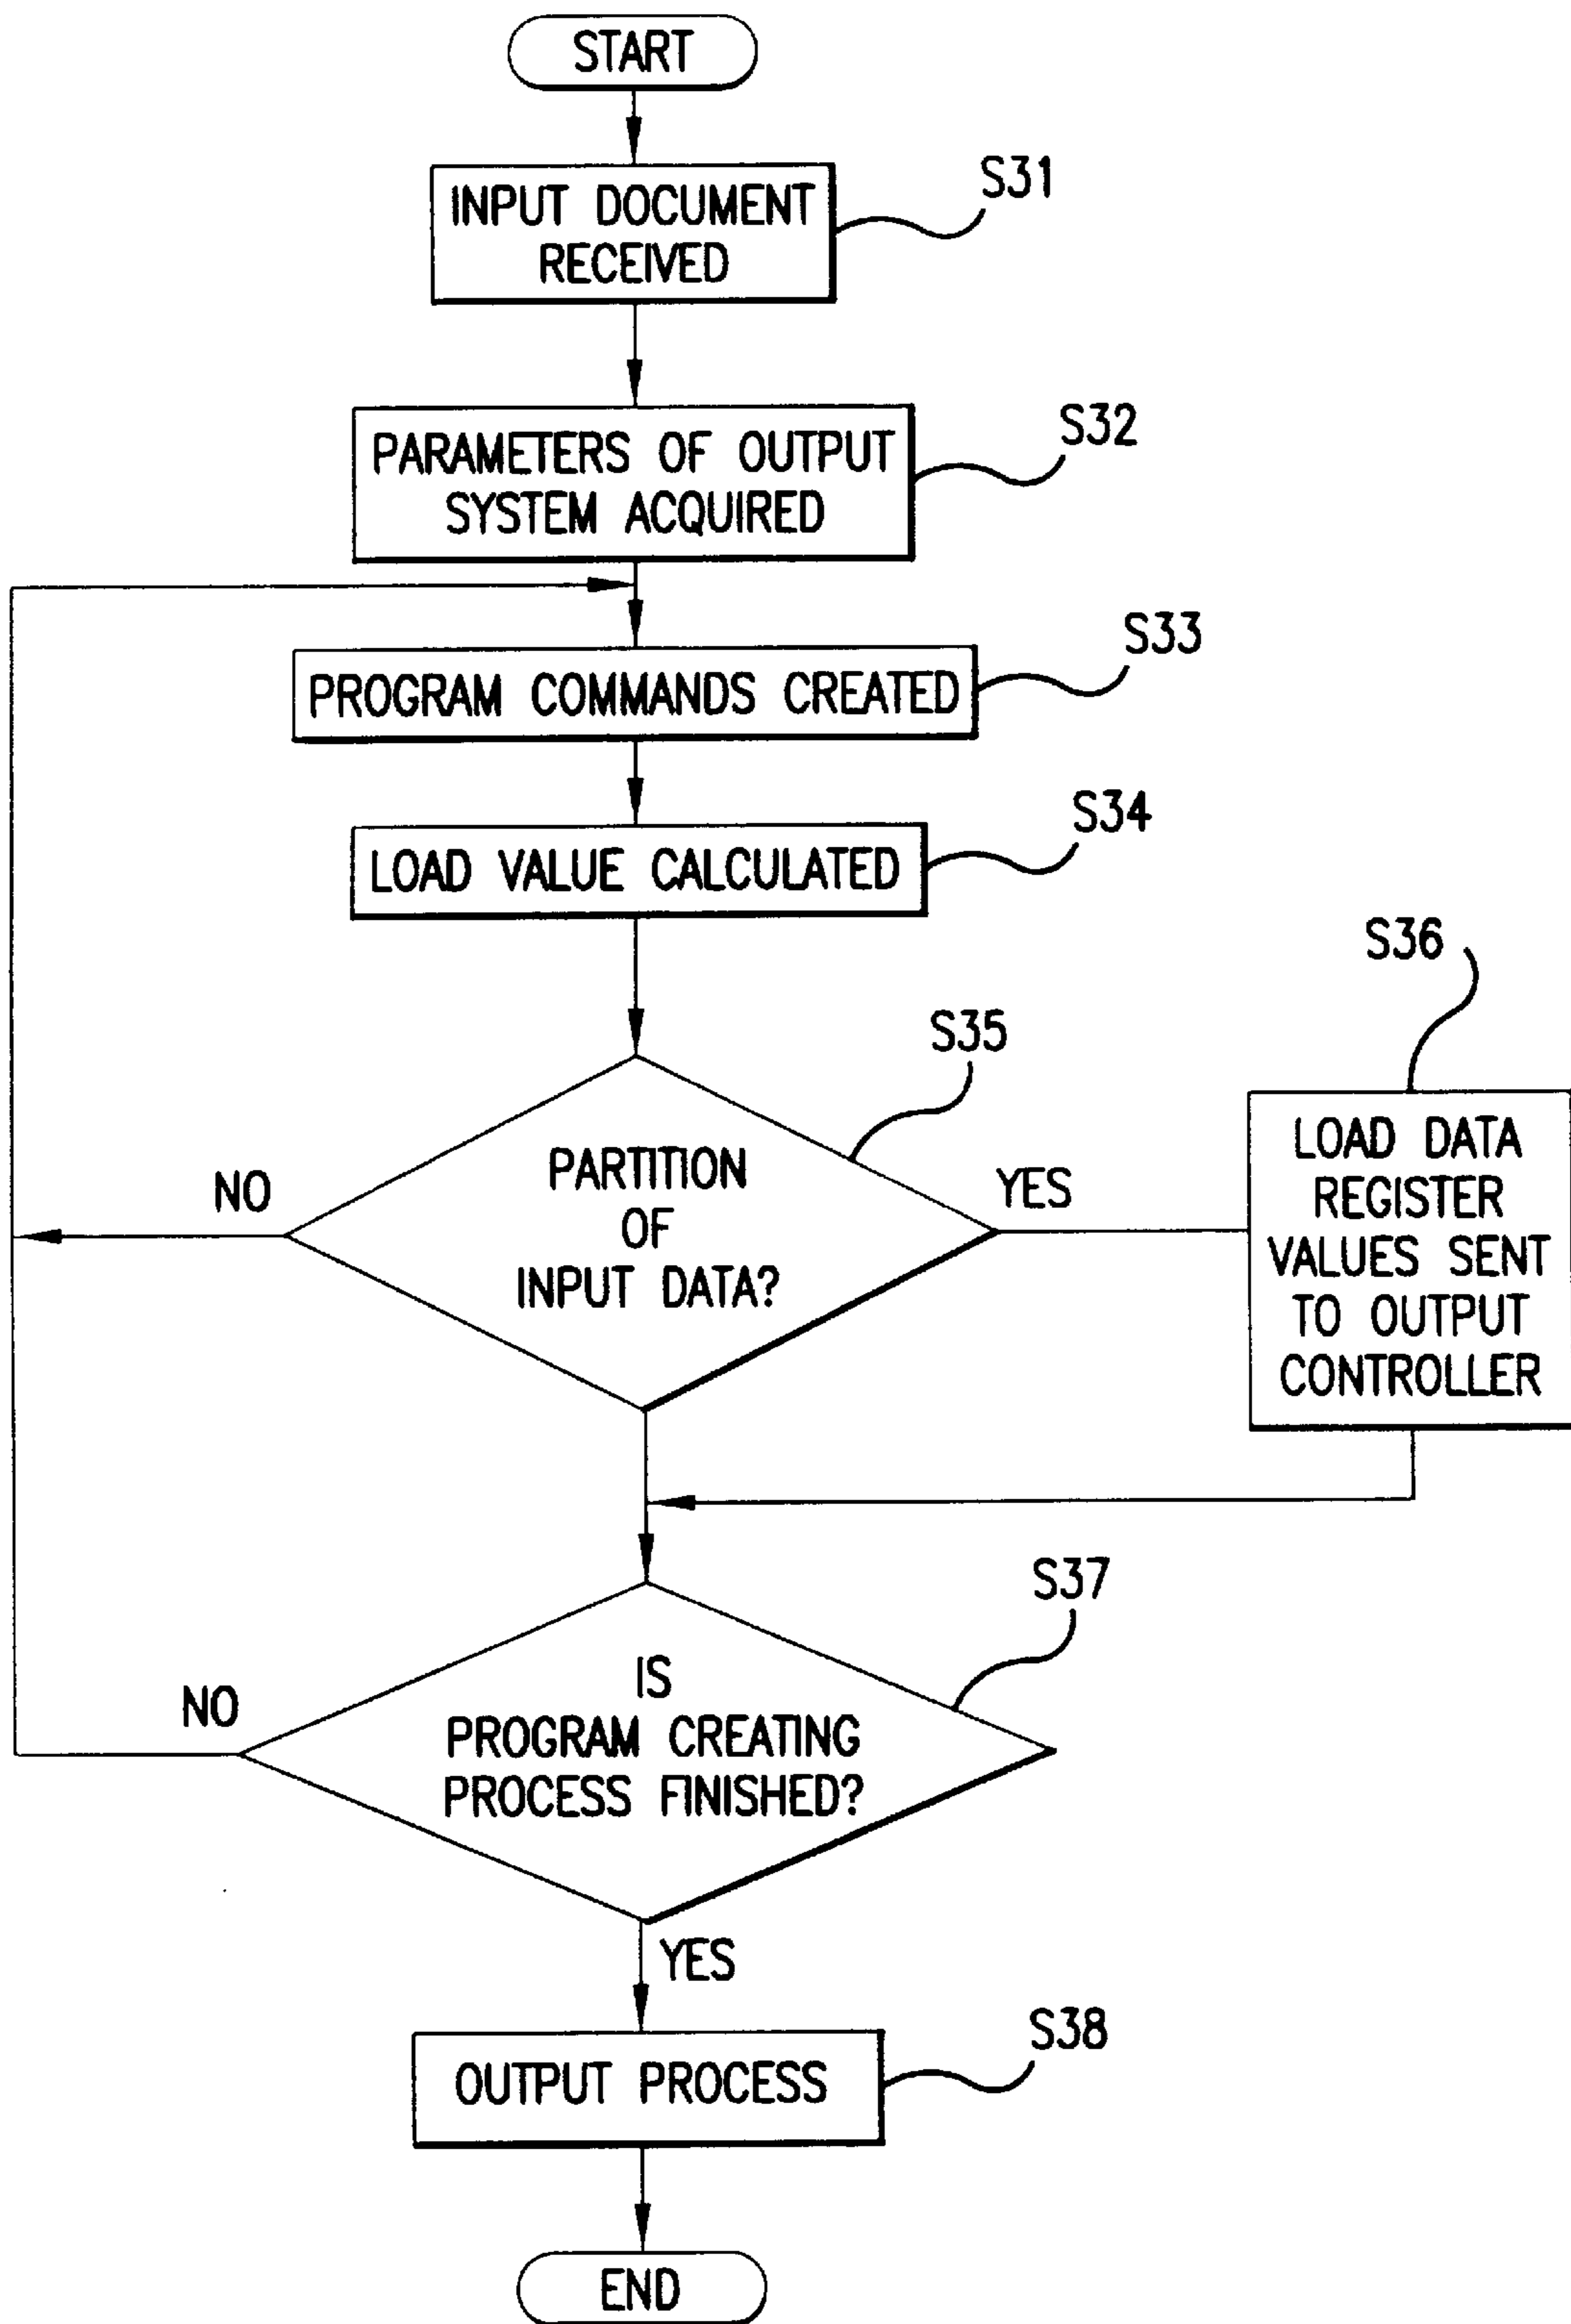 START
INPUT DOCUMENT
RECEIVED
S31
PARAMETERS OF OUTPUT
SYSTEM ACQUIRED
S32
PROGRAM COMMANDS CREATED
S33
LOAD VALUE CALCULATED
S34
PARTITION
OF
INPUT DATA?
S35
NO
YES
S36
LOAD DATA
REGISTER
VALUES SENT
TO OUTPUT
CONTROLLER
IS
PROGRAM CREATING
PROCESS FINISHED?
S37
NO
YES
OUTPUT PROCESS
S38
END